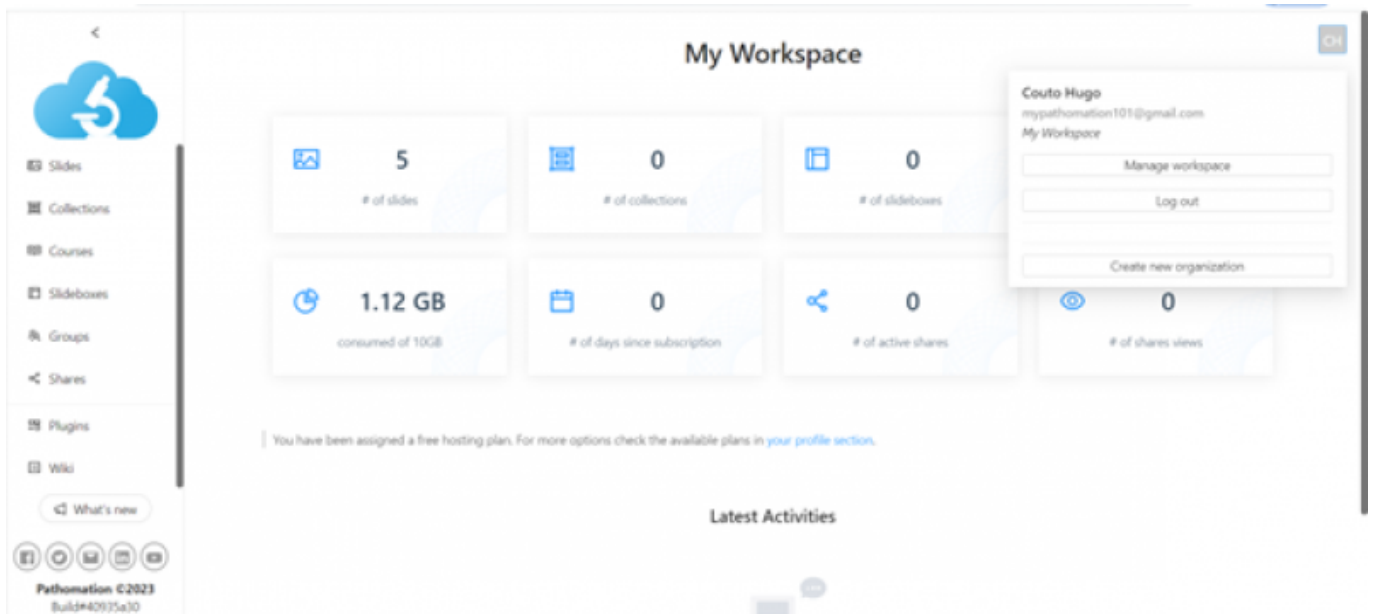 My Workspace
CH
Couto Hugo
mypathomation101@gmail.com
My Workspace
Manage workspace
Log out
Create new organization
Slides
Collections
Courses
Slideboxes
Groups
Shares
Plugins
Wiki
What's new
Pathomation ©2023
Build#40935a30
5
# of slides
0
# of collections
0
# of slideboxes
1.12 GB
consumed of 10GB
0
# of days since subscription
0
# of active shares
0
# of shares views
You have been assigned a free hosting plan. For more options check the available plans in your profile section.
Latest Activities